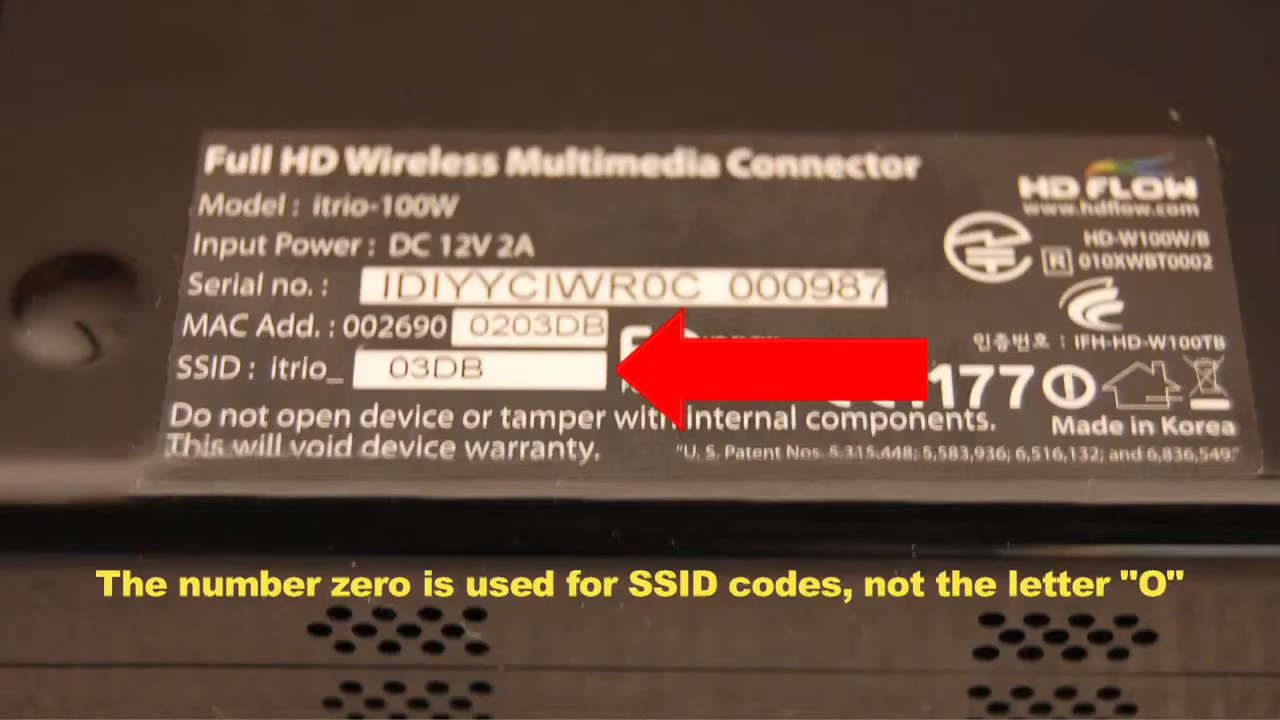 Full HD Wireless Multimedia Connector
Model : itrio-100W
Input Power : DC 12V 2A
Serial no. : IDIYYCIWR0C 000987
MAC Add. : 002690 0203DB
SSID : itrio_ 03DB
Do not open device or tamper with internal components.
This will void device warranty.
HD FLOW
www.hdflow.com
HD-W100W/B
R 010XWBT0002
인증번호 : IFH-HD-W100TB
1177
Made in Korea
"U. S. Patent Nos. 5,315,448; 5,583,936; 6,516,132; and 6,836,549."
The number zero is used for SSID codes, not the letter "O"